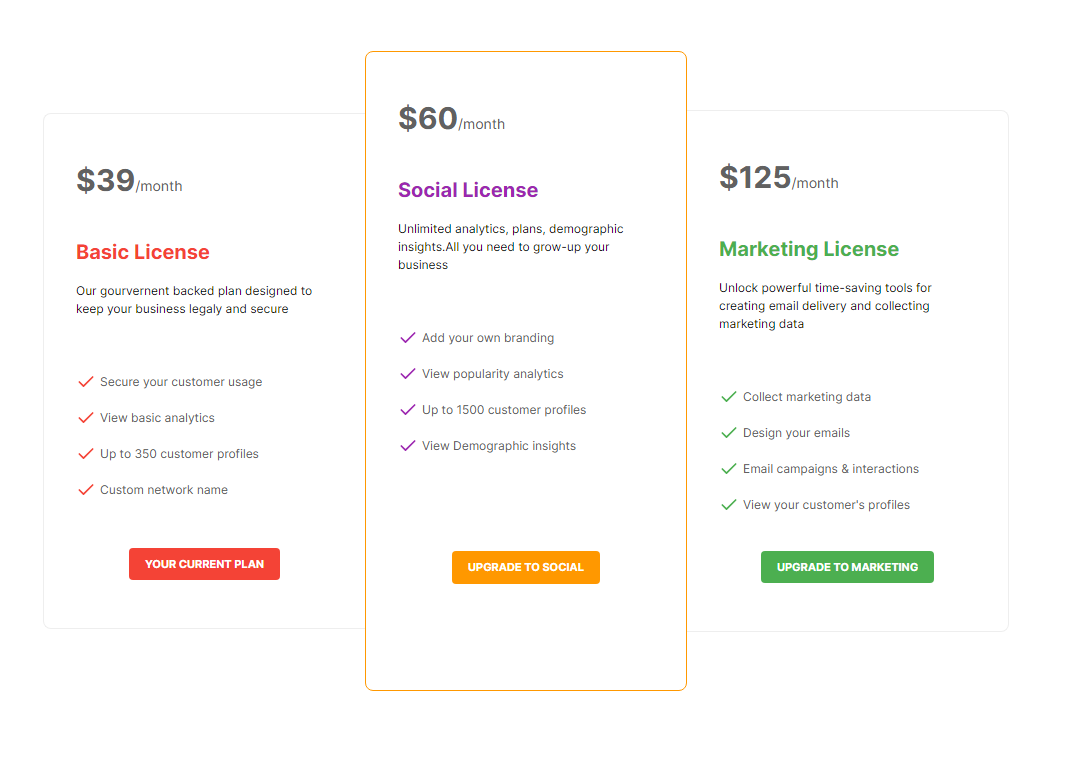 $39/month
Basic License
Our gourvernent backed plan designed to
keep your business legaly and secure
Secure your customer usage
View basic analytics
Up to 350 customer profiles
Custom network name
YOUR CURRENT PLAN
$60/month
Social License
Unlimited analytics, plans, demographic
insights.All you need to grow-up your
business
Add your own branding
View popularity analytics
Up to 1500 customer profiles
View Demographic insights
UPGRADE TO SOCIAL
$125/month
Marketing License
Unlock powerful time-saving tools for
creating email delivery and collecting
marketing data
Collect marketing data
Design your emails
Email campaigns & interactions
View your customer's profiles
UPGRADE TO MARKETING